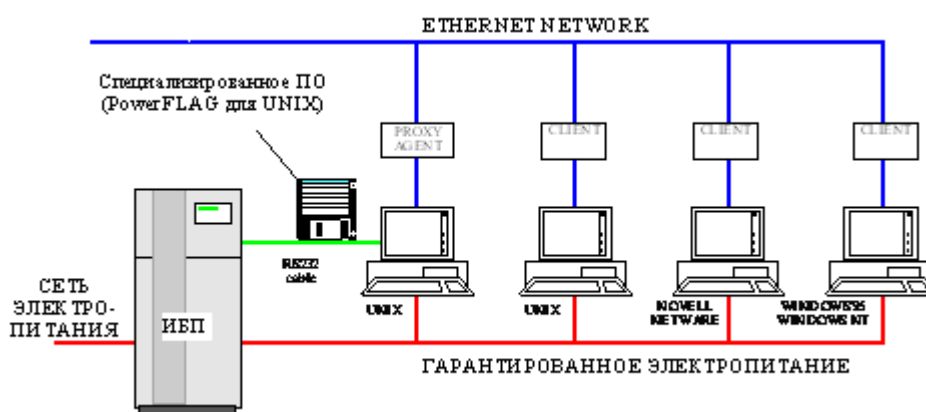 ETHERNET NETWORK
Специализированное ПО
(PowerFLAG для UNIX)
PROXY
AGENT
CLIENT
CLIENT
CLIENT
RS232
cable
СЕТЬ
ЭЛЕКТРО-
ПИТАНИЯ
ИБП
UNIX
UNIX
NOVELL
NETWARE
WINDOWS95
WINDOWS NT
ГАРАНТИРОВАННОЕ ЭЛЕКТРОПИТАНИЕ